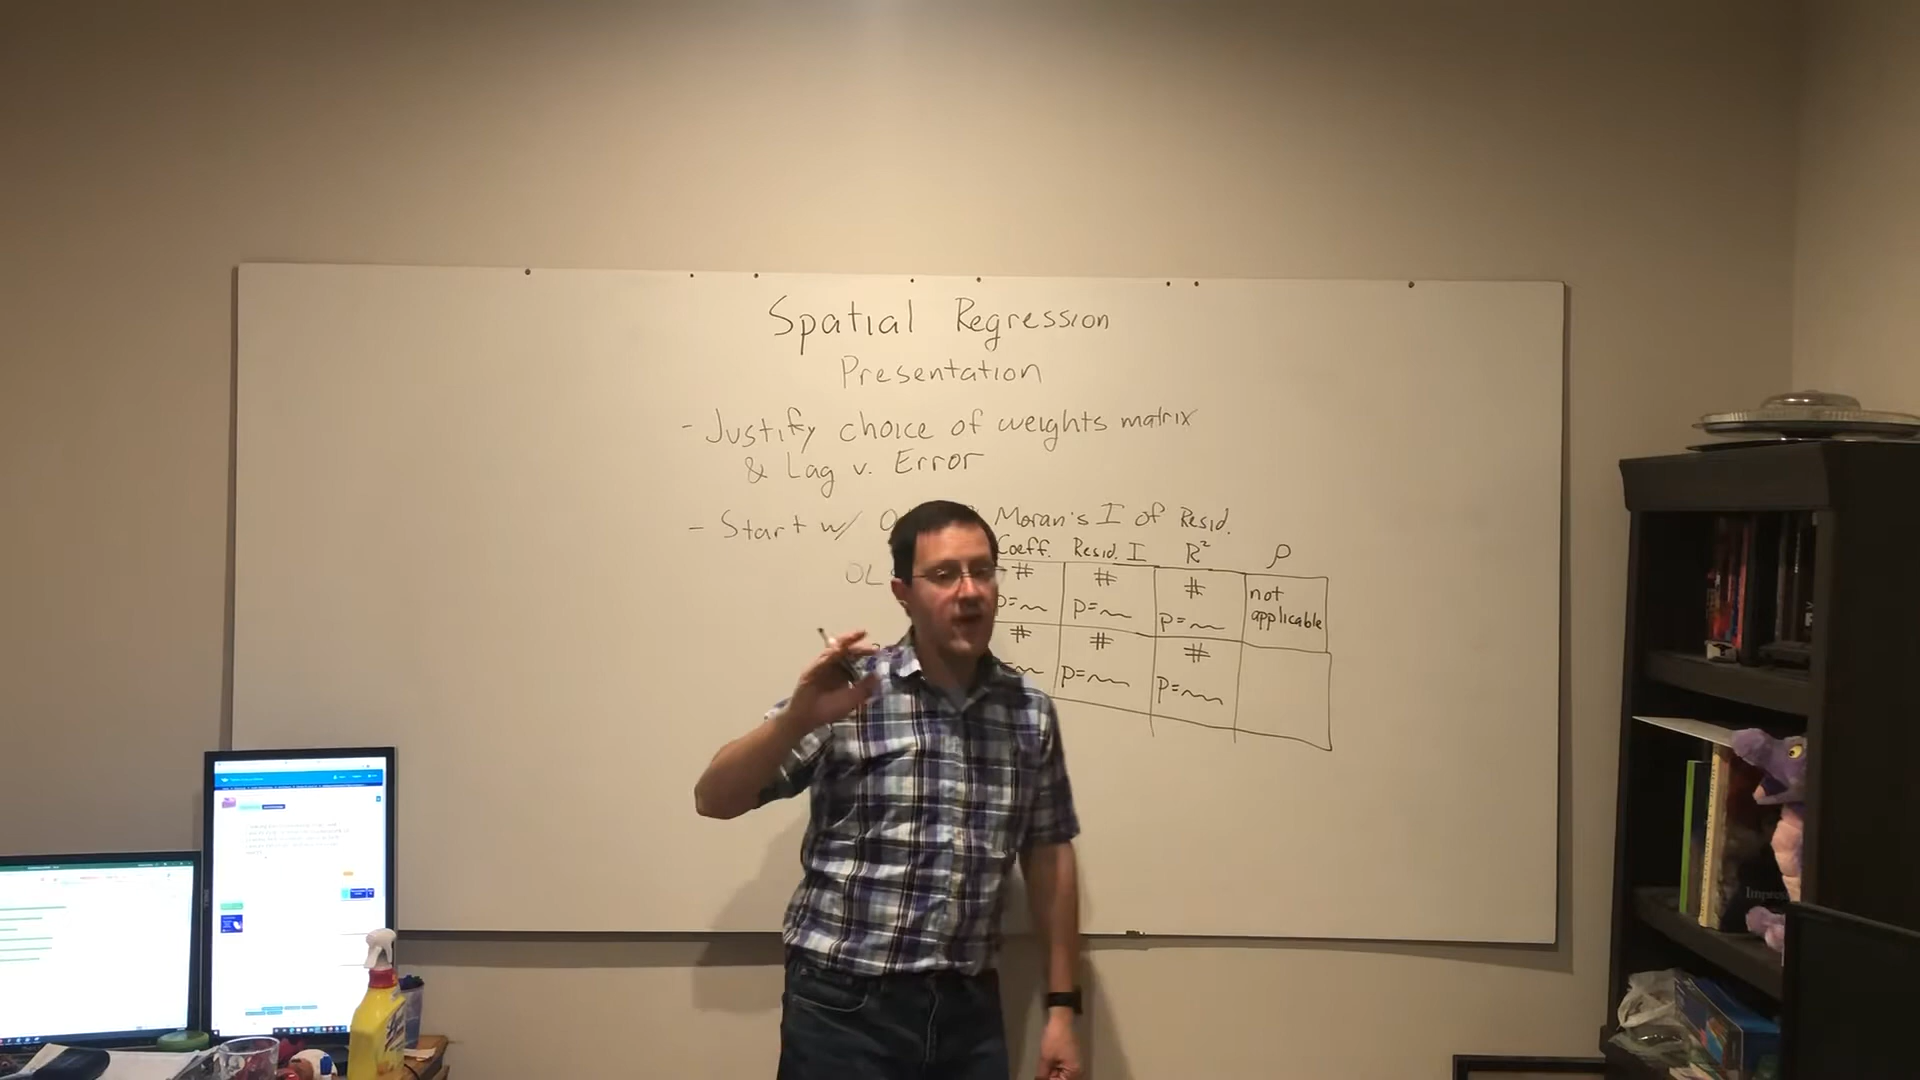 Spatial Regression
Presentation
- Justify choice of weights matrix
& Lag v. Error
- Start w/ Moran's I of Resid.
Coeff. Resid. I R² ρ
OL # # # not applicable
p=~ p=~ p=~
# # #
p=~ p=~